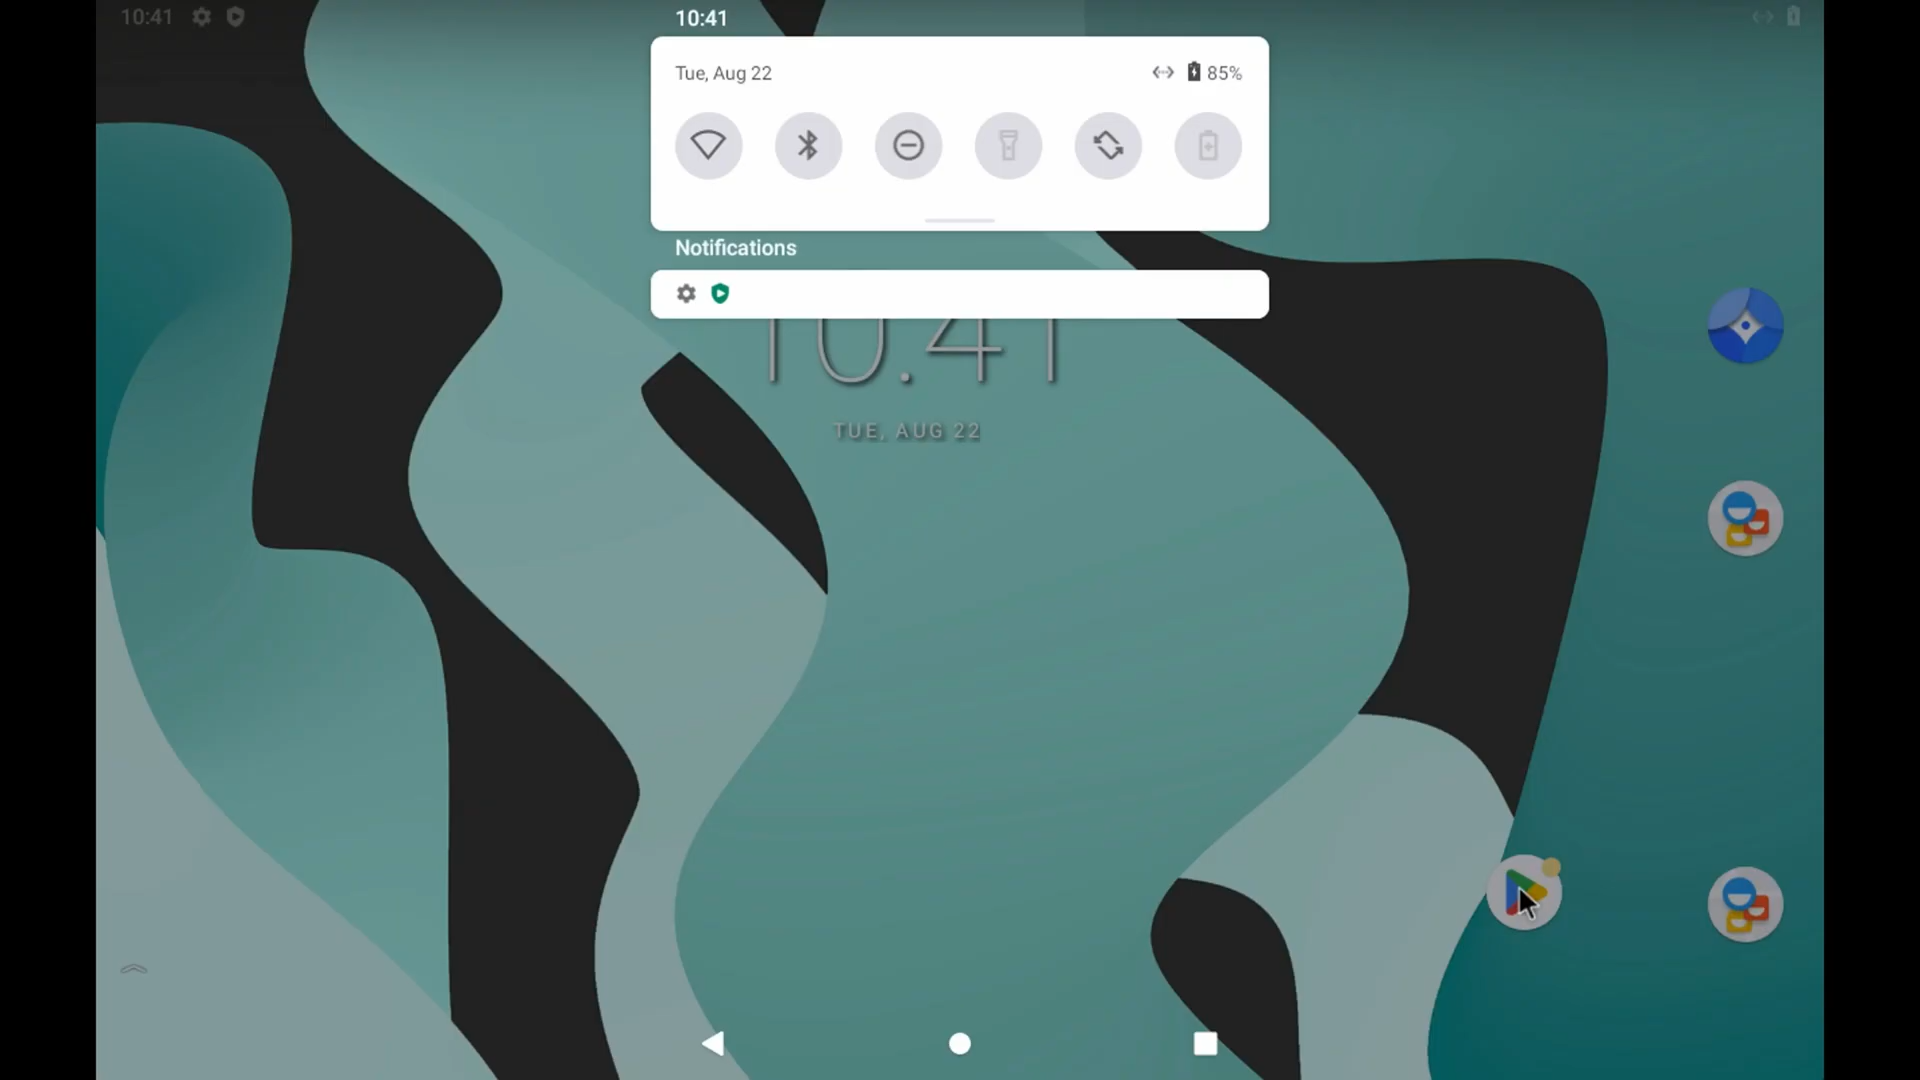 10:41
10:41
Tue, Aug 22
85%
Notifications
10:41
TUE, AUG 22